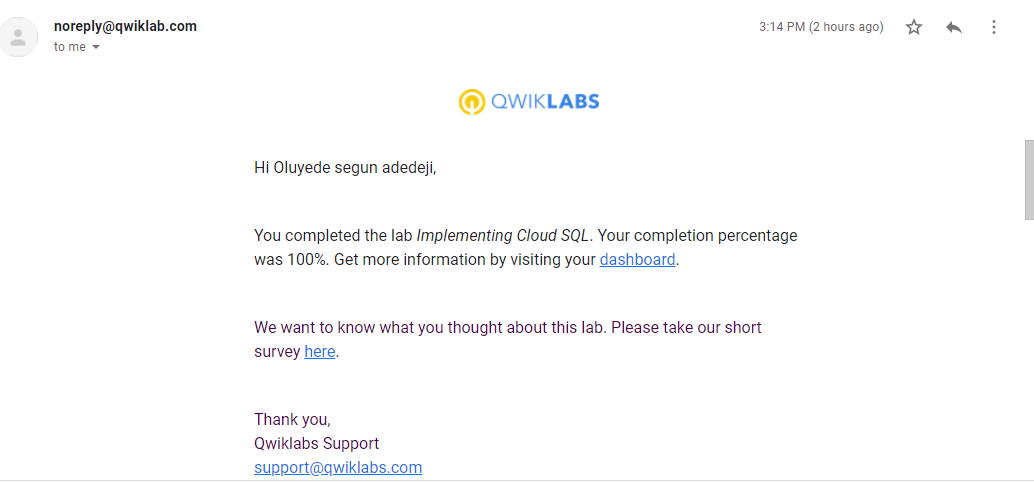 noreply@qwiklab.com
3:14 PM (2 hours ago)
to me
QWIKLABS
Hi Oluyede segun adedeji,
You completed the lab Implementing Cloud SQL. Your completion percentage
was 100%. Get more information by visiting your dashboard.
We want to know what you thought about this lab. Please take our short
survey here.
Thank you,
Qwiklabs Support
support@qwiklabs.com